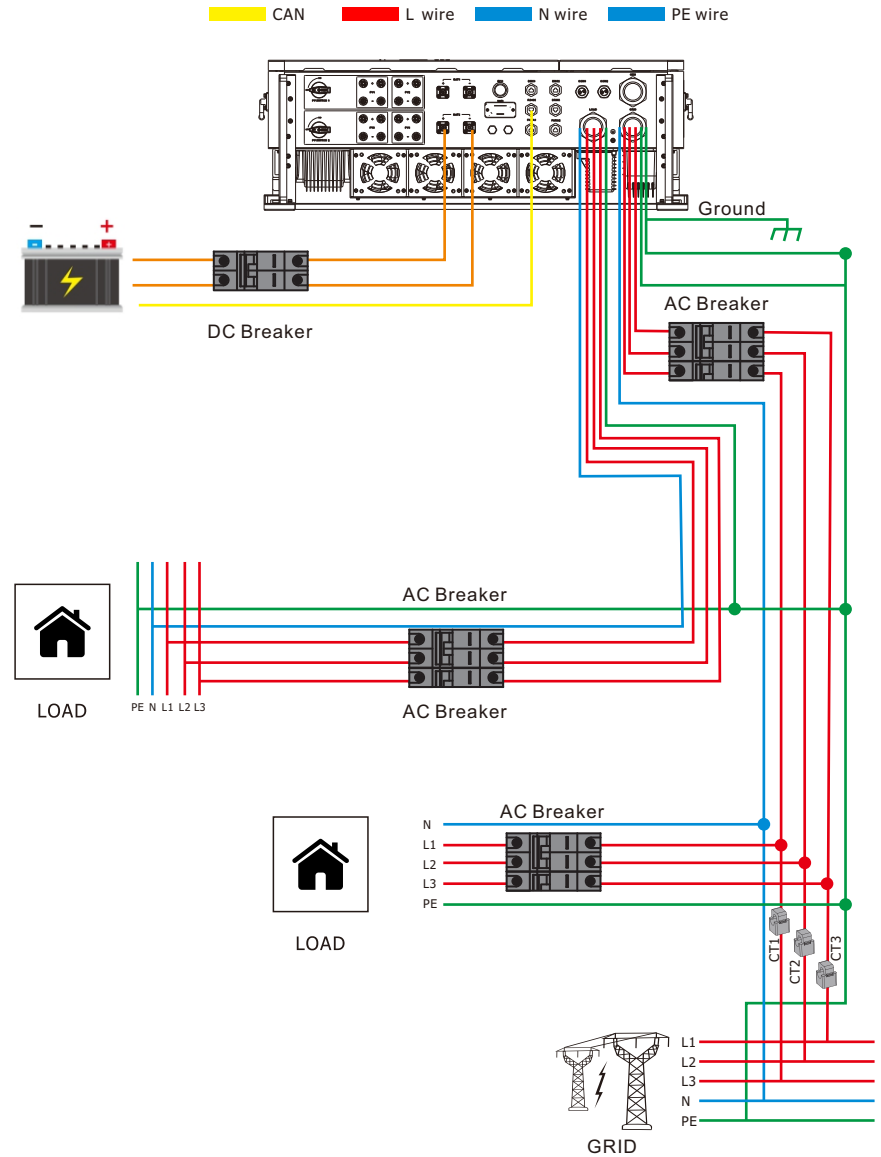 CAN
L wire
N wire
PE wire
Ground
AC Breaker
DC Breaker
AC Breaker
LOAD
PE N L1 L2 L3
AC Breaker
AC Breaker
N
L1
L2
L3
PE
LOAD
CT1
CT2
CT3
L1
L2
L3
N
PE
GRID